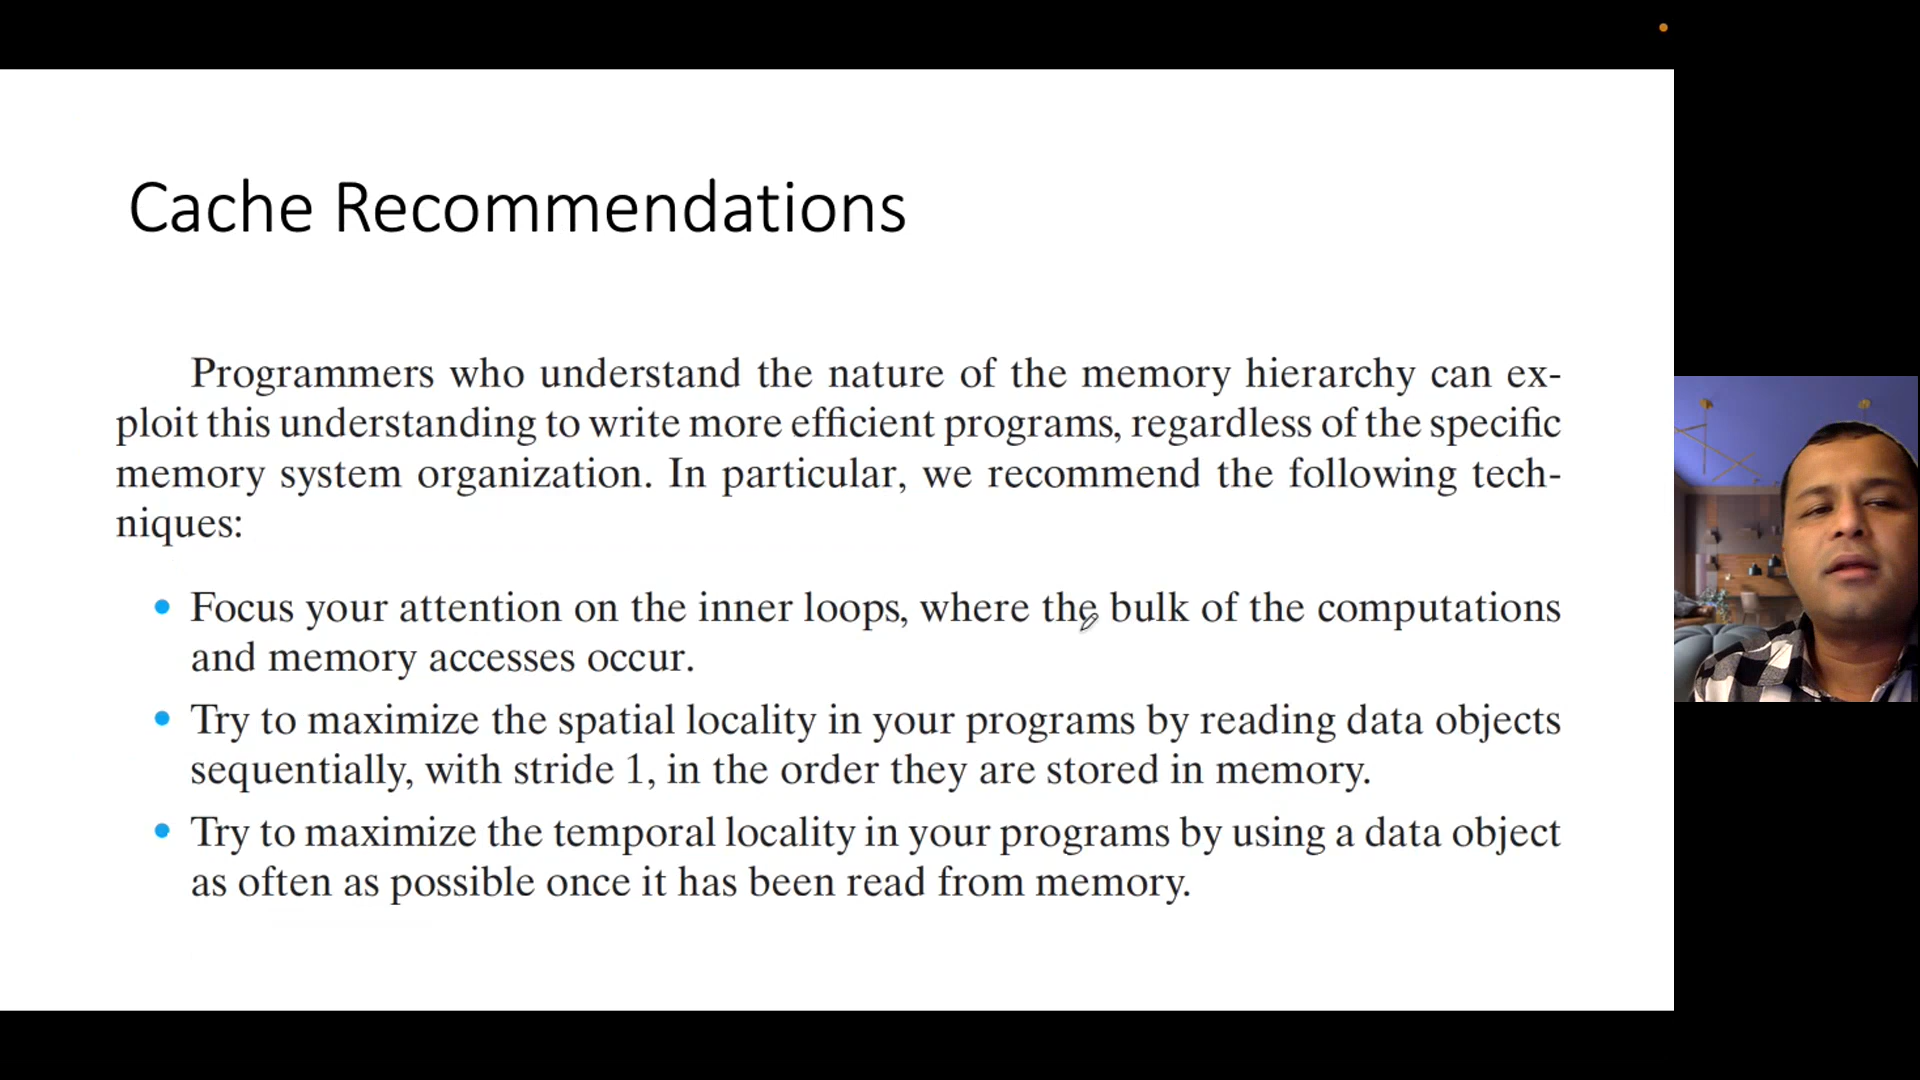 Cache Recommendations
Programmers who understand the nature of the memory hierarchy can ex-
ploit this understanding to write more efficient programs, regardless of the specific
memory system organization. In particular, we recommend the following tech-
niques:
• Focus your attention on the inner loops, where the bulk of the computations
and memory accesses occur.
• Try to maximize the spatial locality in your programs by reading data objects
sequentially, with stride 1, in the order they are stored in memory.
• Try to maximize the temporal locality in your programs by using a data object
as often as possible once it has been read from memory.